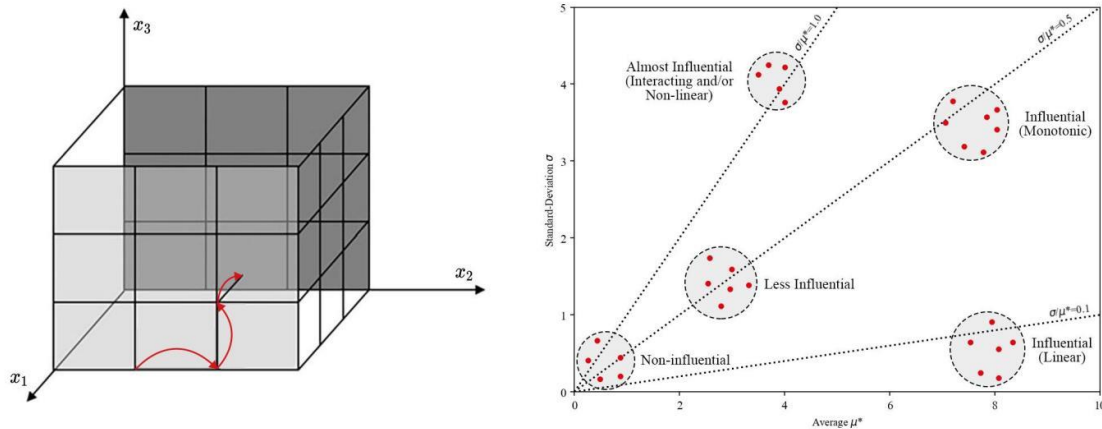 x₃
x₂
x₁
5
4
3
2
1
0
Standard-Deviation σ
σ/μ*=1.0
σ/μ*=0.5
σ/μ*=0.1
Almost Influential
(Interacting and/or
Non-linear)
Influential
(Monotonic)
Less Influential
Non-influential
Influential
(Linear)
0
2
4
6
8
10
Average μ*